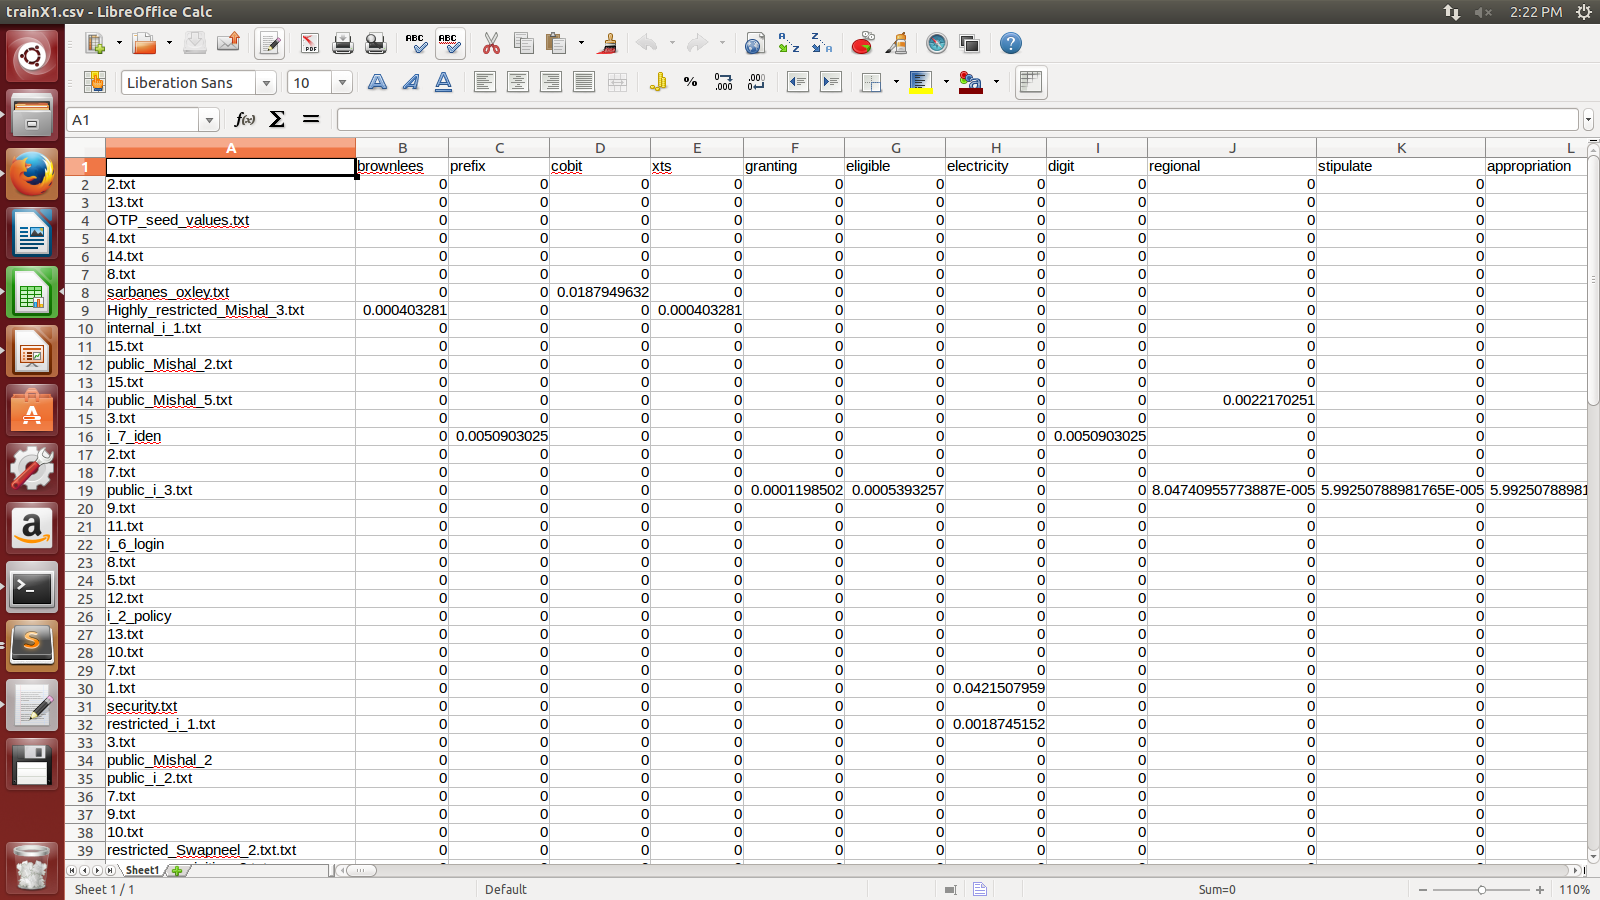 trainX1.csv - LibreOffice Calc 2:22 PM
Liberation Sans 10
A1
A B C D E F G H I J K L
1 brownlees prefix cobit xts granting eligible electricity digit regional stipulate appropriation
2 2.txt 0 0 0 0 0 0 0 0 0 0
3 13.txt 0 0 0 0 0 0 0 0 0 0
4 OTP_seed_values.txt 0 0 0 0 0 0 0 0 0 0
5 4.txt 0 0 0 0 0 0 0 0 0 0
6 14.txt 0 0 0 0 0 0 0 0 0 0
7 8.txt 0 0 0 0 0 0 0 0 0 0
8 sarbanes_oxley.txt 0 0 0.0187949632 0 0 0 0 0 0 0
9 Highly_restricted_Mishal_3.txt 0.000403281 0 0 0.000403281 0 0 0 0 0 0
10 internal_i_1.txt 0 0 0 0 0 0 0 0 0 0
11 15.txt 0 0 0 0 0 0 0 0 0 0
12 public_Mishal_2.txt 0 0 0 0 0 0 0 0 0 0
13 15.txt 0 0 0 0 0 0 0 0 0 0
14 public_Mishal_5.txt 0 0 0 0 0 0 0 0 0.0022170251 0
15 3.txt 0 0 0 0 0 0 0 0 0 0
16 i_7_iden 0 0.0050903025 0 0 0 0 0 0.0050903025 0 0
17 2.txt 0 0 0 0 0 0 0 0 0 0
18 7.txt 0 0 0 0 0 0 0 0 0 0
19 public_i_3.txt 0 0 0 0 0.0001198502 0.0005393257 0 0 8.04740955773887E-005 5.99250788981765E-005 5.99250788981
20 9.txt 0 0 0 0 0 0 0 0 0 0
21 11.txt 0 0 0 0 0 0 0 0 0 0
22 i_6_login 0 0 0 0 0 0 0 0 0 0
23 8.txt 0 0 0 0 0 0 0 0 0 0
24 5.txt 0 0 0 0 0 0 0 0 0 0
25 12.txt 0 0 0 0 0 0 0 0 0 0
26 i_2_policy 0 0 0 0 0 0 0 0 0 0
27 13.txt 0 0 0 0 0 0 0 0 0 0
28 10.txt 0 0 0 0 0 0 0 0 0 0
29 7.txt 0 0 0 0 0 0 0 0 0 0
30 1.txt 0 0 0 0 0 0 0.0421507959 0 0 0
31 security.txt 0 0 0 0 0 0 0 0 0 0
32 restricted_i_1.txt 0 0 0 0 0 0 0.0018745152 0 0 0
33 3.txt 0 0 0 0 0 0 0 0 0 0
34 public_Mishal_2 0 0 0 0 0 0 0 0 0 0
35 public_i_2.txt 0 0 0 0 0 0 0 0 0 0
36 7.txt 0 0 0 0 0 0 0 0 0 0
37 9.txt 0 0 0 0 0 0 0 0 0 0
38 10.txt 0 0 0 0 0 0 0 0 0 0
39 restricted_Swapneel_2.txt.txt 0 0 0 0 0 0 0 0 0 0
Sheet1
Sheet 1 / 1 Default Sum=0 110%